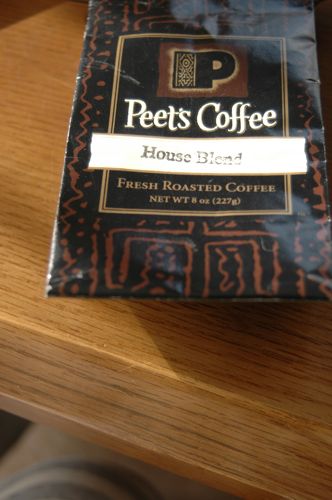 P
Peet's Coffee
House Blend
FRESH ROASTED COFFEE
NET WT 8 oz (227g)